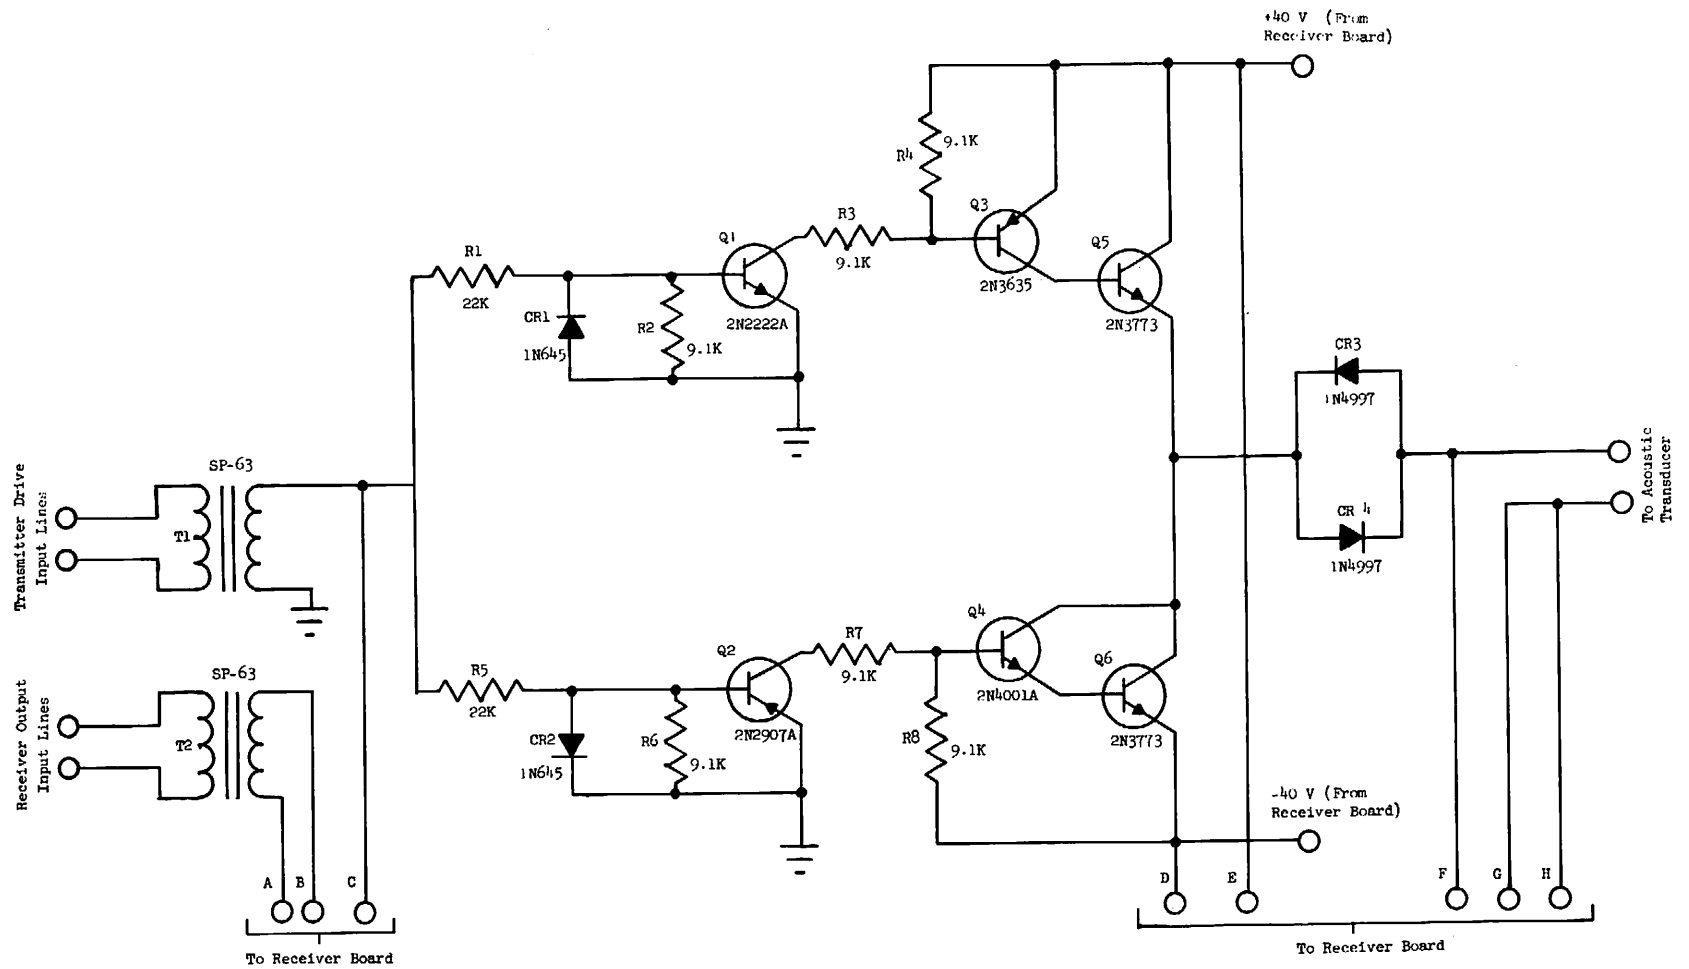 +40 V (From
Receiver Board)
R4
9.1K
Q3
R3
9.1K
2N3635
Q5
2N3773
R1
22K
Q1
CR1
1N645
R2
9.1K
2N2222A
CR3
1N4997
SP-63
Transmitter Drive
Input Lines
T1
CR 4
1N4997
To Acoustic
Transducer
SP-63
Receiver Output
Input Lines
T2
R5
22K
Q2
R7
9.1K
Q4
2N4001A
Q6
2N3773
CR2
1N645
R6
9.1K
2N2907A
R8
9.1K
-40 V (From
Receiver Board)
A
B
C
D
E
F
G
H
To Receiver Board
To Receiver Board